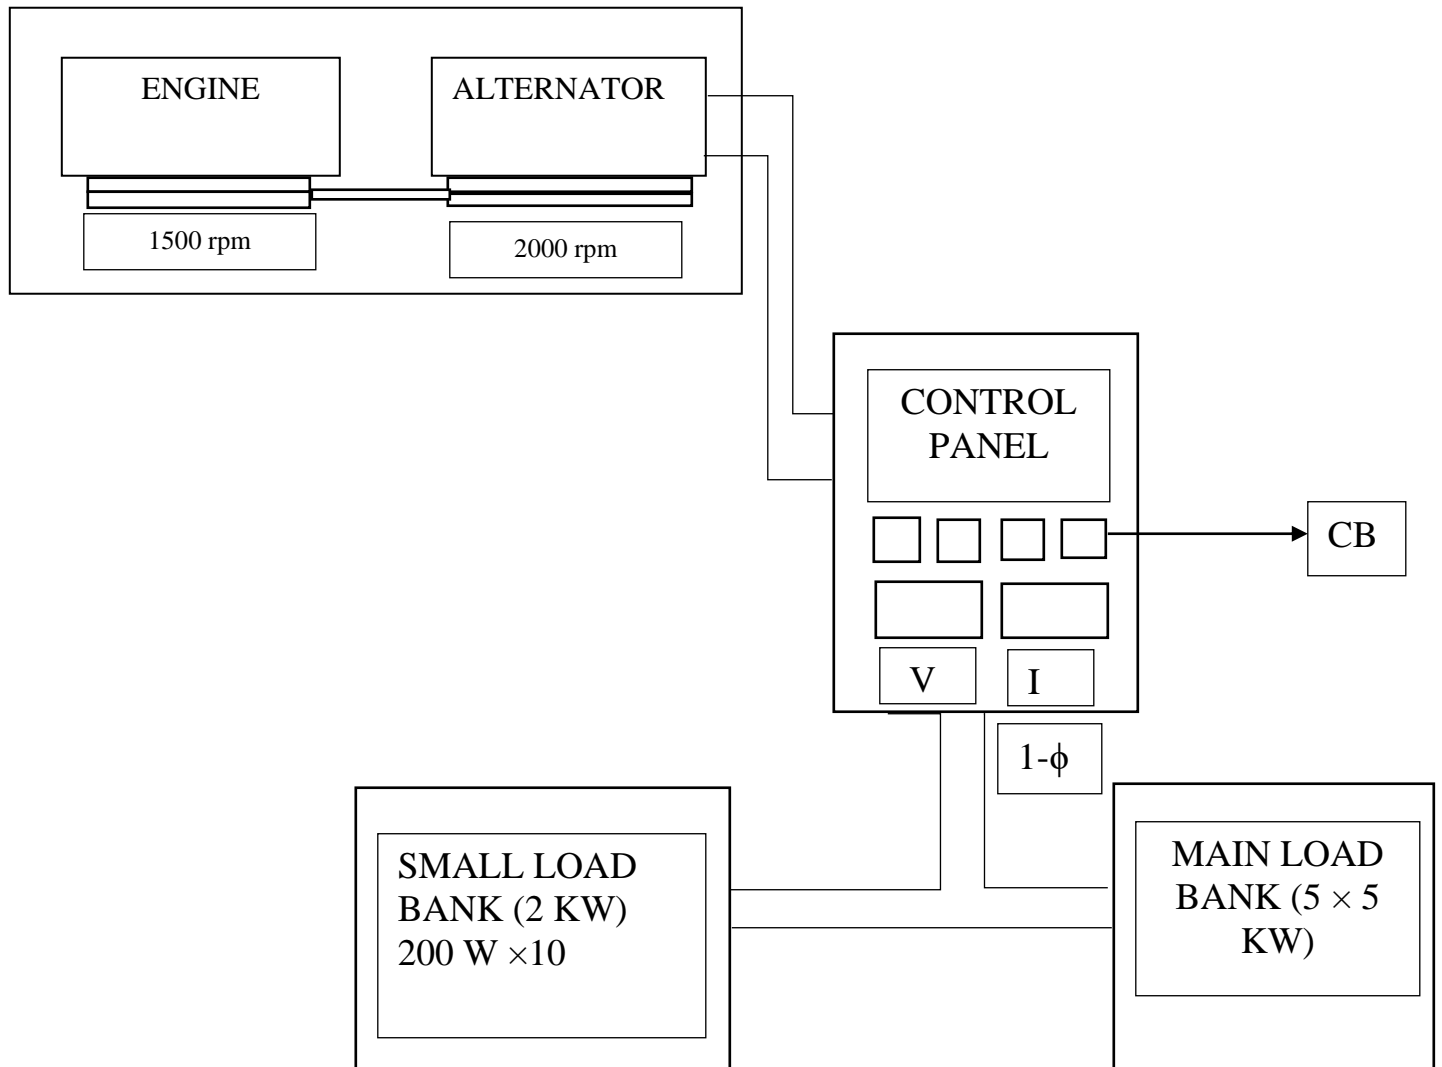 ENGINE
ALTERNATOR
1500 rpm
2000 rpm
CONTROL
PANEL
CB
V
I
1-ϕ
SMALL LOAD
BANK (2 KW)
200 W ×10
MAIN LOAD
BANK (5 × 5
KW)